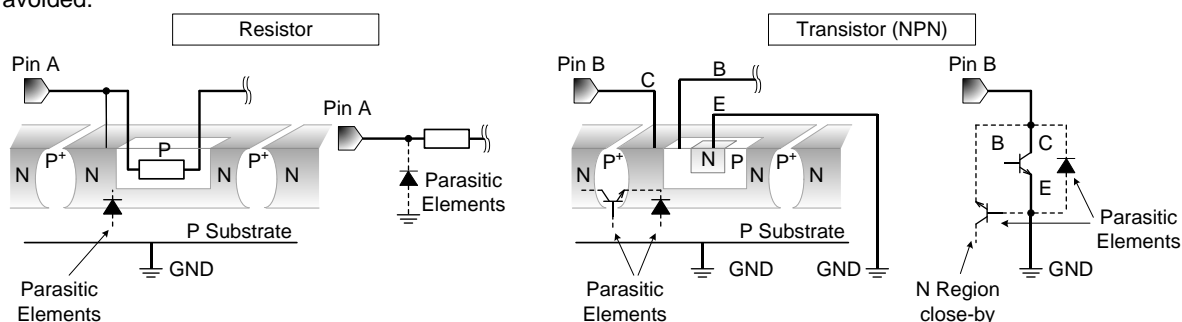 avoided.
Resistor
Transistor (NPN)
Pin A
Pin A
N
P+
N
P
N
P+
N
Parasitic
Elements
P Substrate
GND
Parasitic
Elements
Pin B
C
B
E
N
P+
N
N
P
N
P+
N
P Substrate
GND
GND
Parasitic
Elements
Pin B
B
C
E
Parasitic
Elements
GND
N Region
close-by